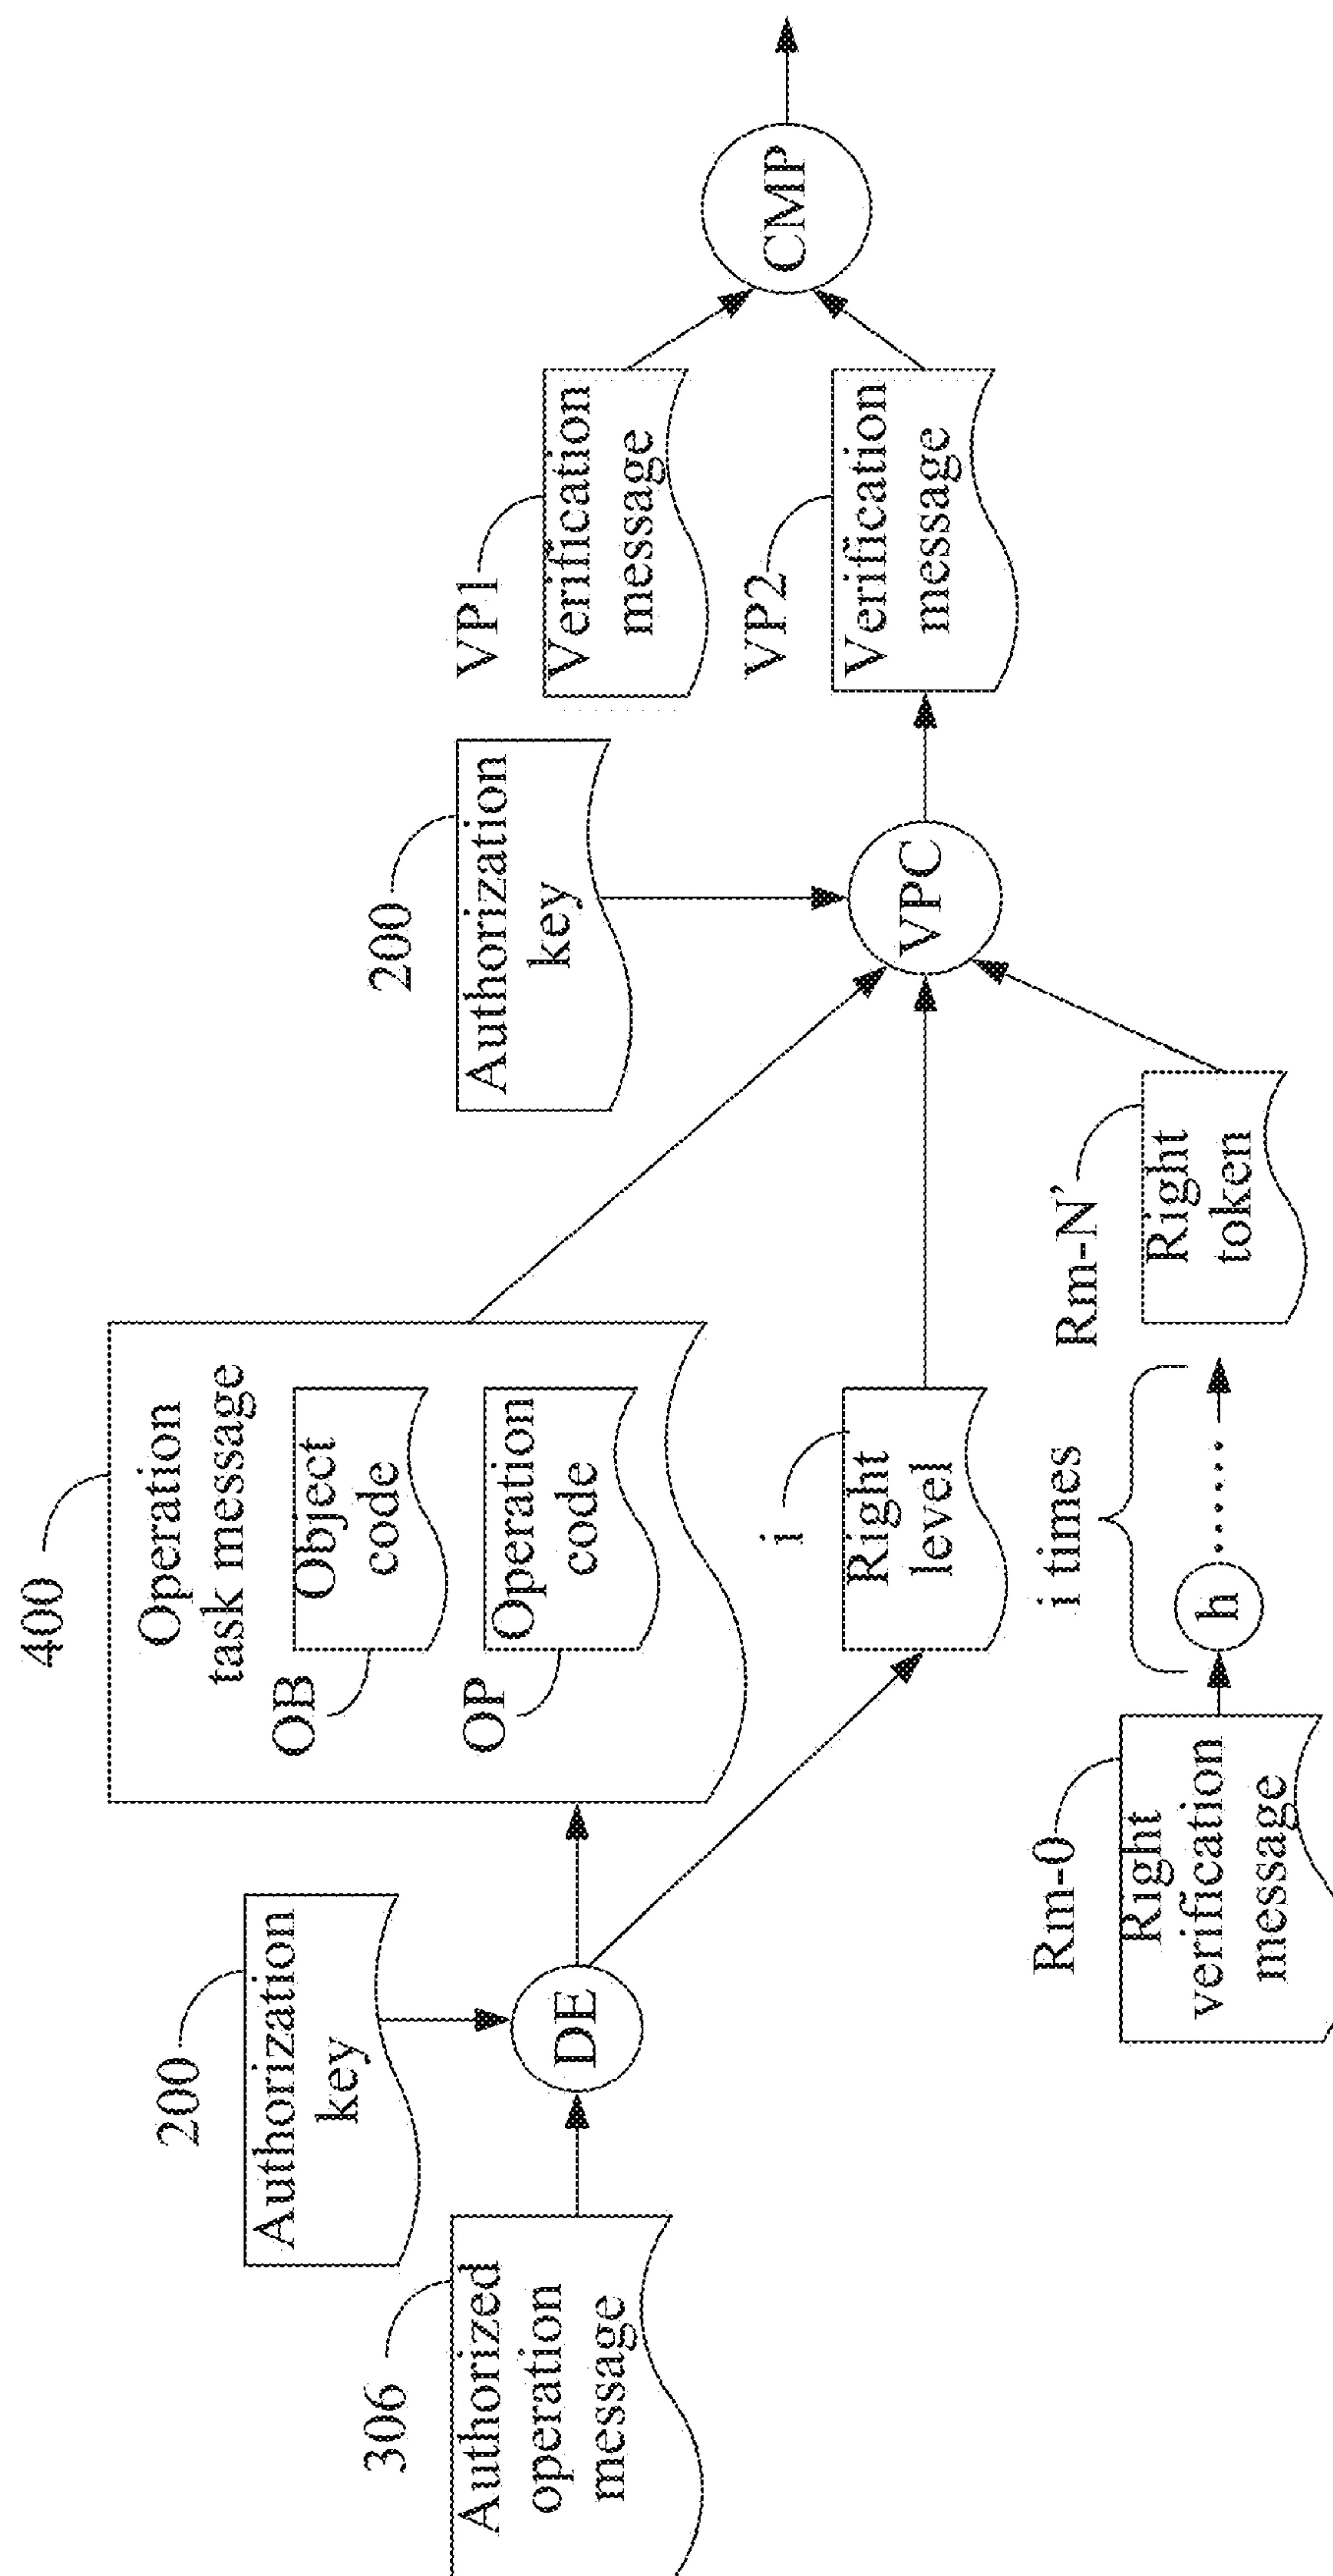 306
Authorized
operation
message
200
Authorization
key
DE
400
Operation
task message
OB
Object
code
OP
Operation
code
i
Right
level
Rm-0
Right
verification
message
h
i times
Rm-N'
Right
token
200
Authorization
key
VPC
VP1
Verification
message
VP2
Verification
message
CMP